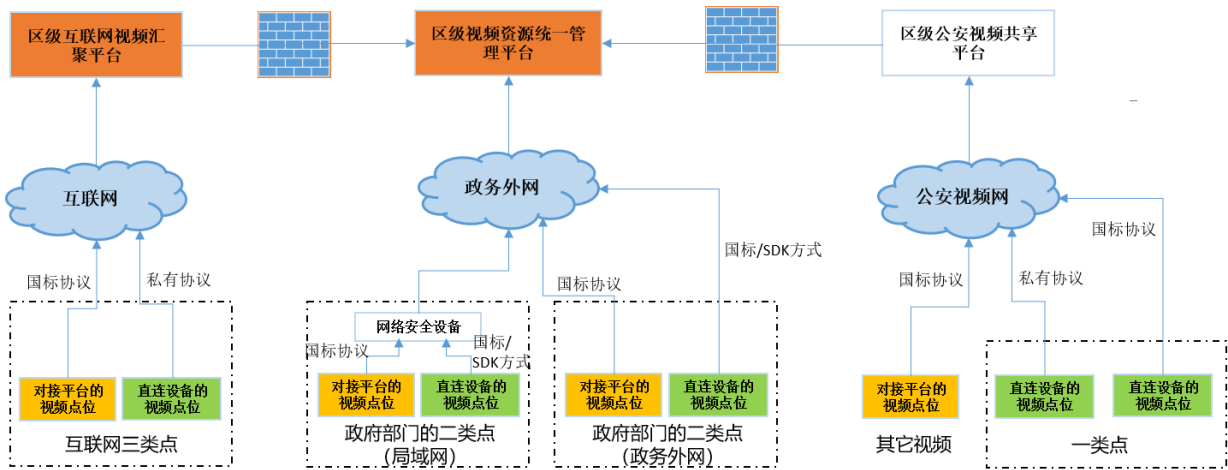 区级互联网视频汇
聚平台
区级视频资源统一管
理平台
区级公安视频共享
平台
互联网
政务外网
公安视频网
国标协议
私有协议
国标/SDK方式
国标协议
国标协议
私有协议
国标协议
网络安全设备
国标协议
国标/
SDK方式
对接平台的
视频点位
直连设备的
视频点位
对接平台的
视频点位
直连设备的
视频点位
对接平台的
视频点位
直连设备的
视频点位
对接平台的
视频点位
直连设备的
视频点位
直连设备的
视频点位
互联网三类点
政府部门的二类点
（局域网）
政府部门的二类点
（政务外网）
其它视频
一类点